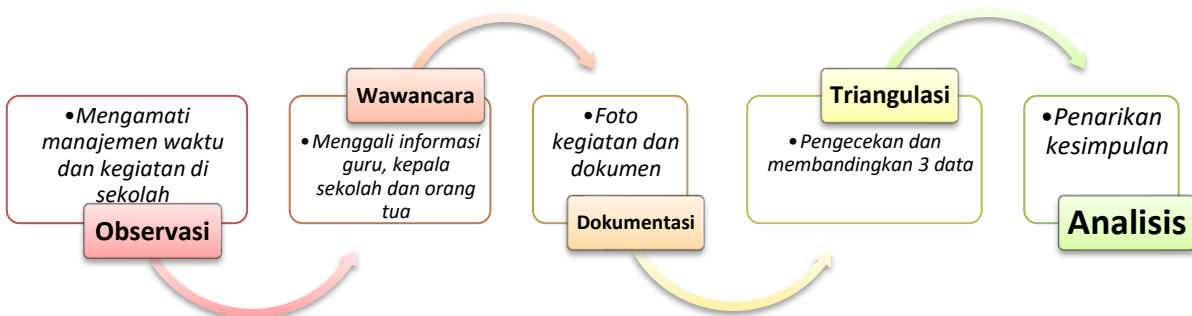 •Mengamati
manajemen waktu
dan kegiatan di
sekolah
Observasi
Wawancara
•Menggali informasi
guru, kepala
sekolah dan orang
tua
•Foto
kegiatan dan
dokumen
Dokumentasi
Triangulasi
•Pengecekan dan
membandingkan 3 data
•Penarikan
kesimpulan
Analisis